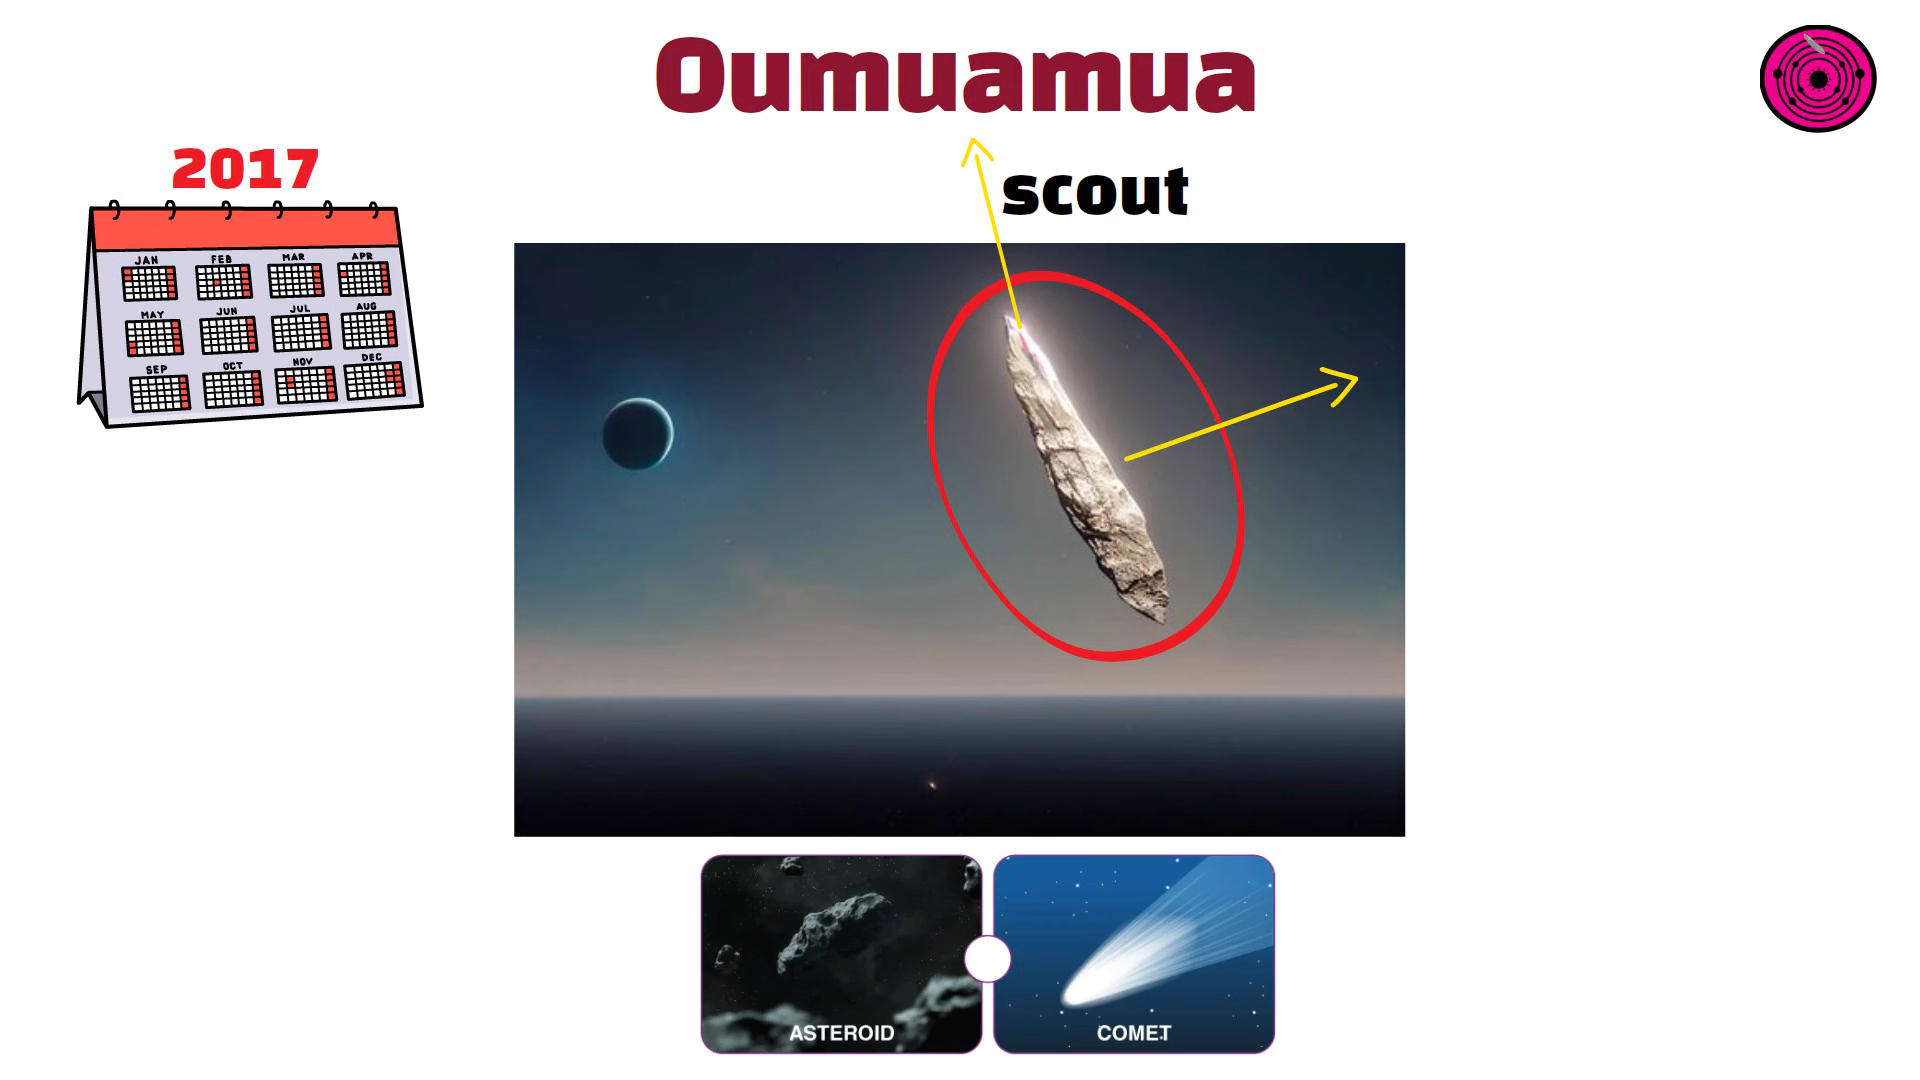 Oumuamua
2017
scout
JAN FEB MAR APR
MAY JUN JUL AUG
SEP OCT NOV DEC
ASTEROID
COMET